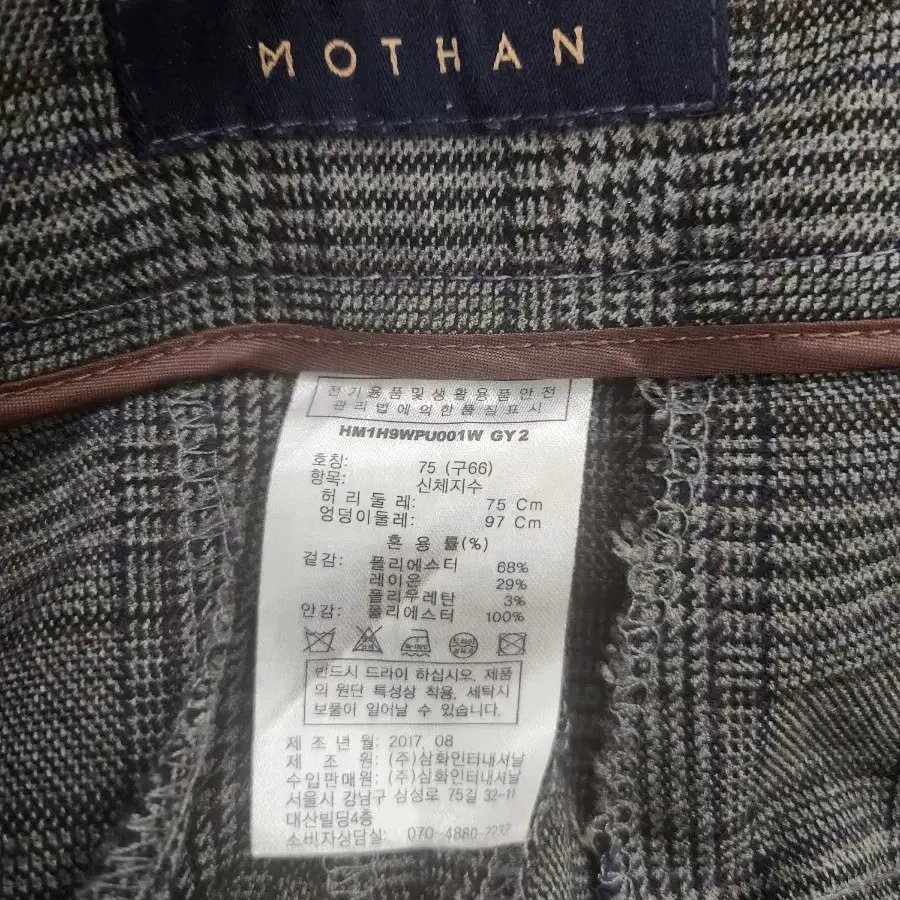 MOTHAN
전기용품및생활용품안전
관리법에의한품질표시
HM1H9WPU001W GY2
호칭: 75 (구66)
항목: 신체지수
허리둘레: 75 Cm
엉덩이둘레: 97 Cm
혼용률(%)
겉감: 폴리에스터 68%
레이온 29%
폴리우레탄 3%
안감: 폴리에스터 100%
반드시 드라이 하십시오. 제품
의 원단 특성상 착용, 세탁시
보풀이 일어날 수 있습니다.
제조년월: 2017. 08
제조원: (주)삼화인터내셔날
수입판매원: (주)삼화인터내셔날
서울시 강남구 삼성로 75길 32-11
대산빌딩4층
소비자상담실: 070-4880-2232